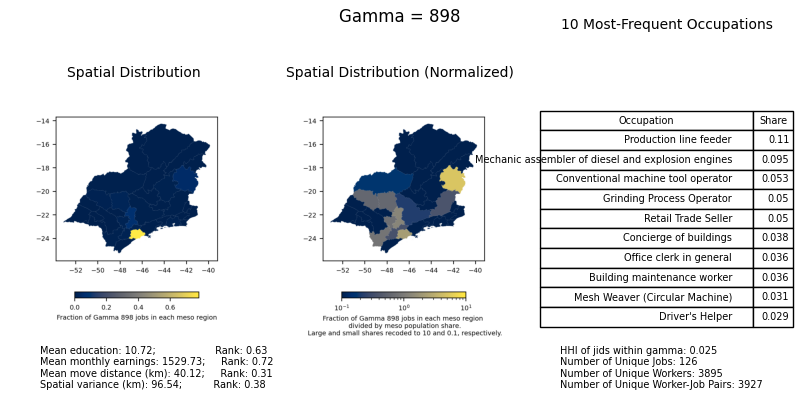 Gamma = 898
10 Most-Frequent Occupations
Spatial Distribution
Spatial Distribution (Normalized)
−14
−16
−18
−20
−22
−24
−52 −50 −48 −46 −44 −42 −40
0.0 0.2 0.4 0.6
Fraction of Gamma 898 jobs in each meso region
−14
−16
−18
−20
−22
−24
−52 −50 −48 −46 −44 −42 −40
10⁻¹ 10⁰ 10¹
Fraction of Gamma 898 jobs in each meso region
divided by meso population share.
Large and small shares recoded to 10 and 0.1, respectively.
Occupation Share
Production line feeder 0.11
Mechanic assembler of diesel and explosion engines 0.095
Conventional machine tool operator 0.053
Grinding Process Operator 0.05
Retail Trade Seller 0.05
Concierge of buildings 0.038
Office clerk in general 0.036
Building maintenance worker 0.036
Mesh Weaver (Circular Machine) 0.031
Driver's Helper 0.029
Mean education: 10.72; Rank: 0.63
Mean monthly earnings: 1529.73; Rank: 0.72
Mean move distance (km): 40.12; Rank: 0.31
Spatial variance (km): 96.54; Rank: 0.38
HHI of jids within gamma: 0.025
Number of Unique Jobs: 126
Number of Unique Workers: 3895
Number of Unique Worker-Job Pairs: 3927